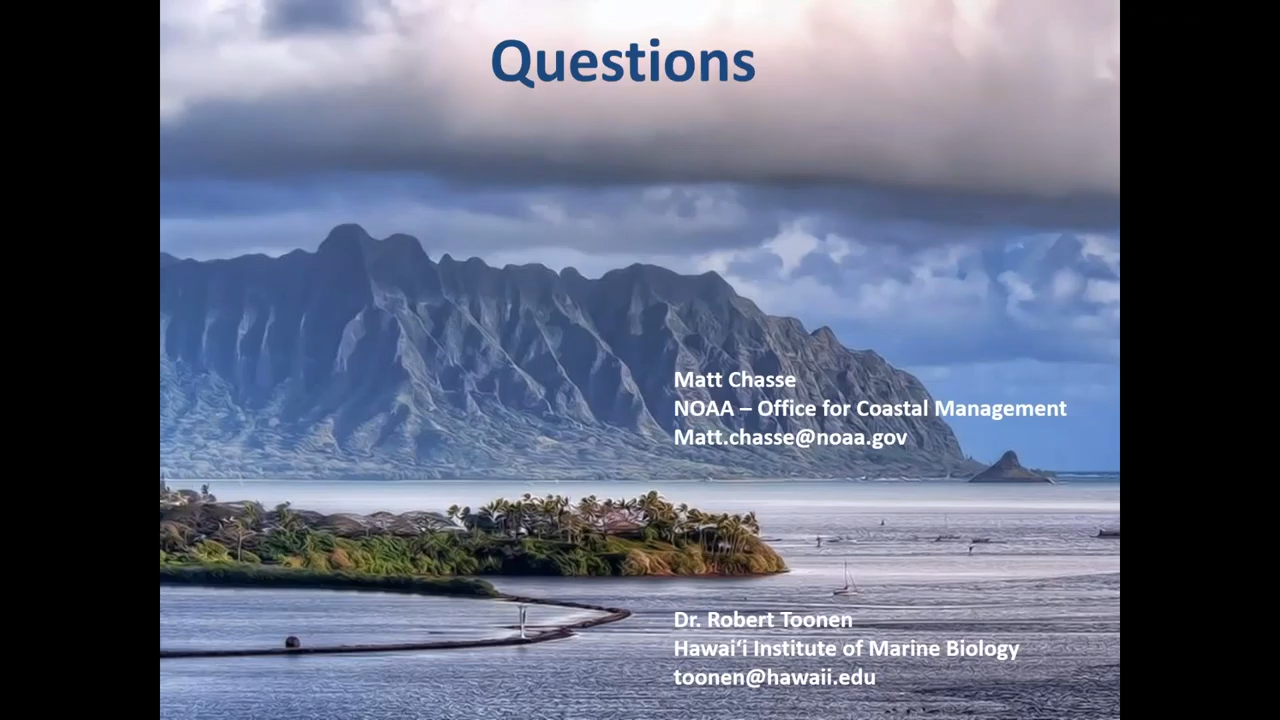 Questions
Matt Chasse
NOAA – Office for Coastal Management
Matt.chasse@noaa.gov
Dr. Robert Toonen
Hawai‘i Institute of Marine Biology
toonen@hawaii.edu